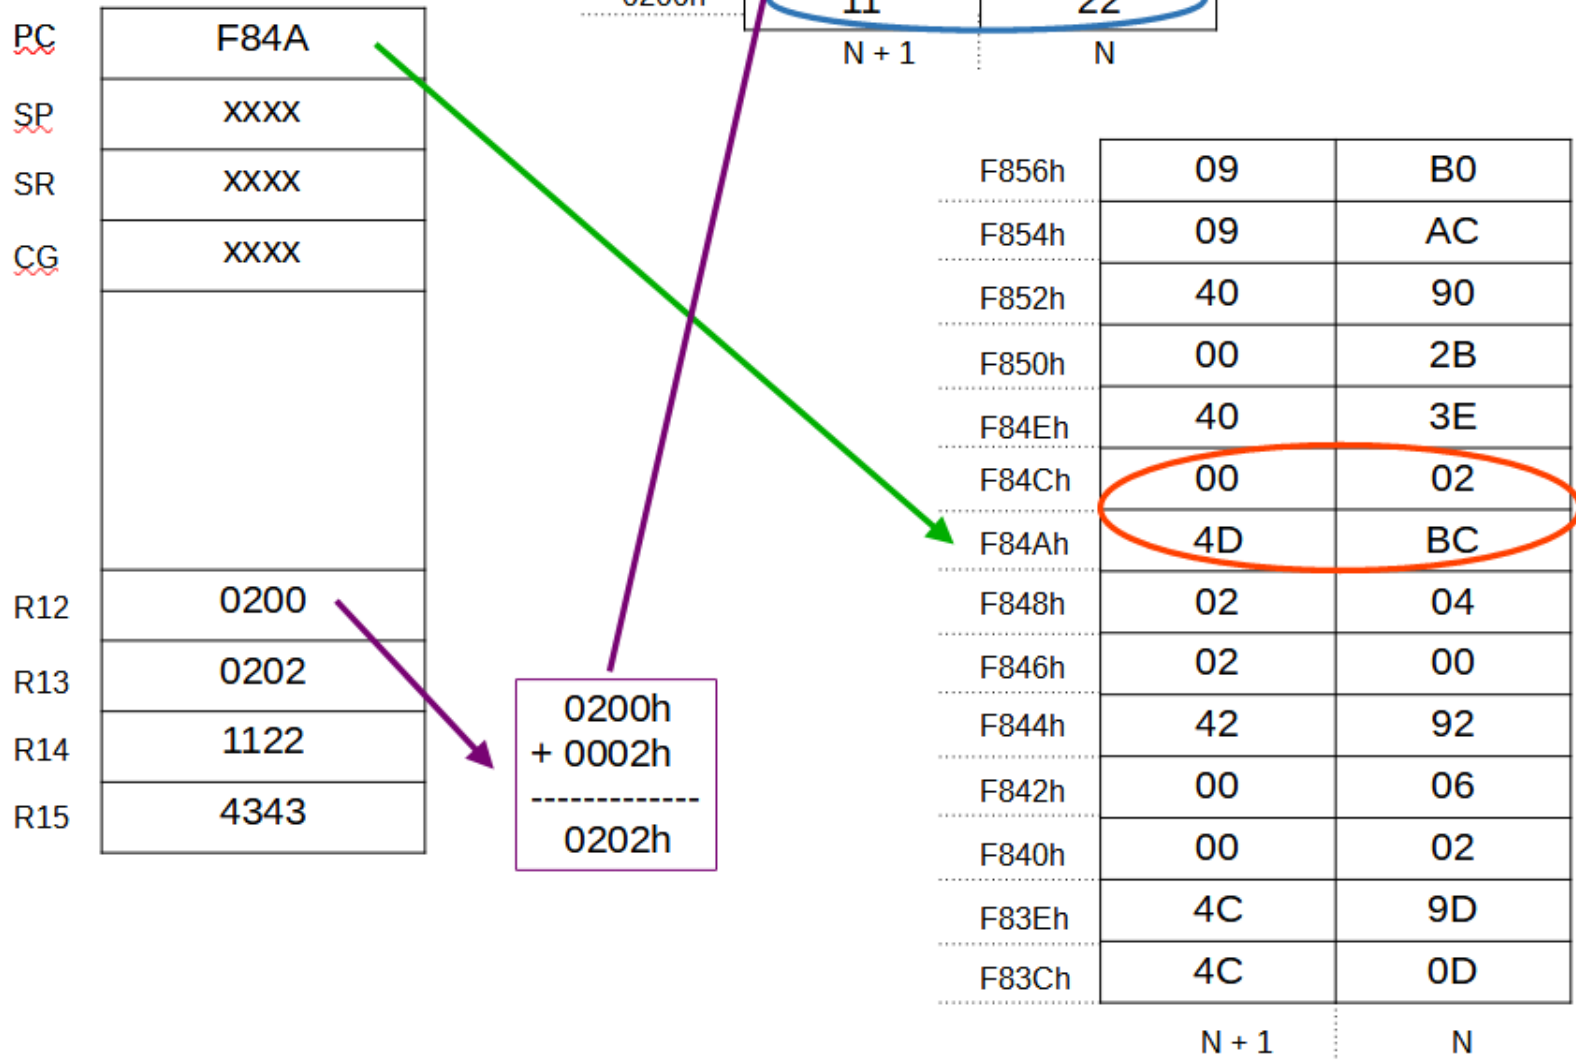 PC F84A
SP xxxx
SR xxxx
CG xxxx
R12 0200
R13 0202
R14 1122
R15 4343
0200h 11 22
N + 1 N
0200h
+ 0002h
-------------
0202h
F856h 09 B0
F854h 09 AC
F852h 40 90
F850h 00 2B
F84Eh 40 3E
F84Ch 00 02
F84Ah 4D BC
F848h 02 04
F846h 02 00
F844h 42 92
F842h 00 06
F840h 00 02
F83Eh 4C 9D
F83Ch 4C 0D
N + 1 N